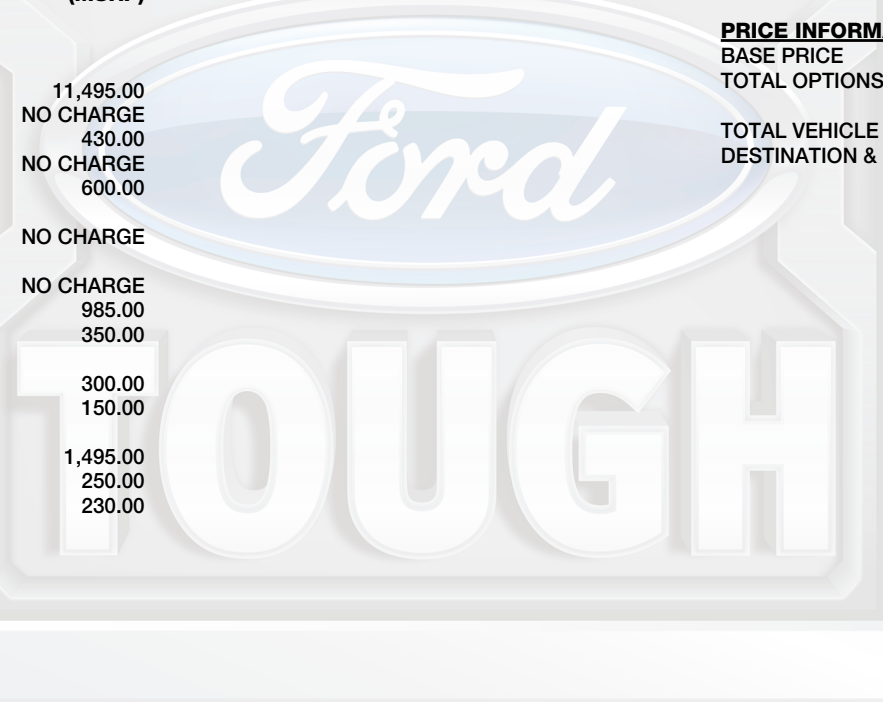 (MSRP)
11,495.00
NO CHARGE
430.00
NO CHARGE
600.00
NO CHARGE
NO CHARGE
985.00
350.00
300.00
150.00
1,495.00
250.00
230.00
PRICE INFORMA
BASE PRICE
TOTAL OPTIONS
TOTAL VEHICLE
DESTINATION &
Ford
TOUGH